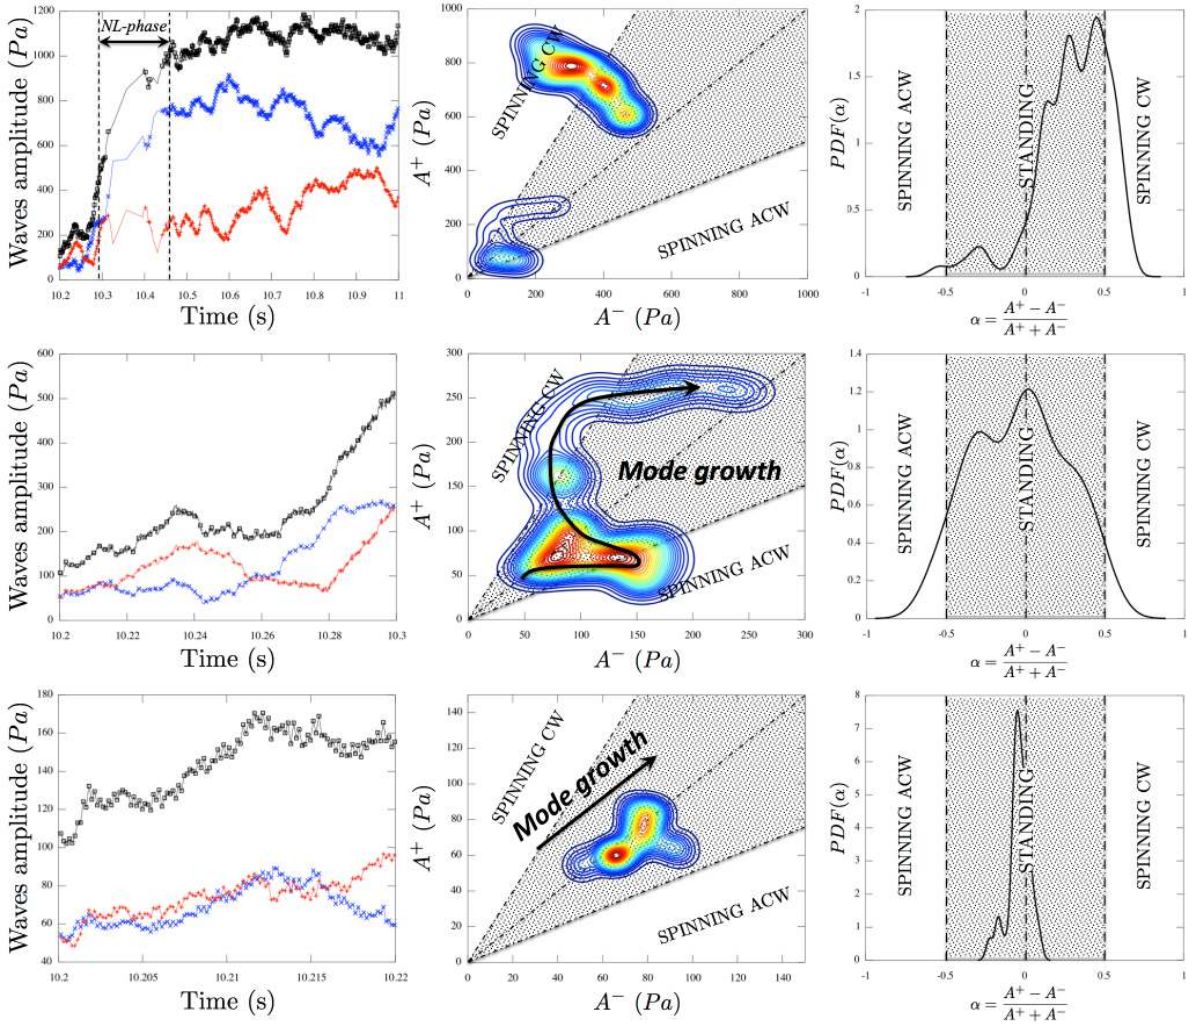 NL-phase
Waves amplitude (Pa)
1200
1000
800
600
400
200
0
10.2 10.3 10.4 10.5 10.6 10.7 10.8 10.9 11
Time (s)
A⁺ (Pa)
1000
800
600
400
200
0
0 200 400 600 800 1000
A⁻ (Pa)
SPINNING CW
SPINNING ACW
PDF(α)
2
1.5
1
0.5
0
-1 -0.5 0 0.5 1
SPINNING ACW
STANDING
SPINNING CW
α = (A⁺ − A⁻)/(A⁺ + A⁻)
Waves amplitude (Pa)
600
500
400
300
200
100
0
10.2 10.22 10.24 10.26 10.28 10.3
Time (s)
A⁺ (Pa)
300
250
200
150
100
50
0
0 50 100 150 200 250 300
A⁻ (Pa)
SPINNING CW
Mode growth
SPINNING ACW
PDF(α)
1.4
1.2
1
0.8
0.6
0.4
0.2
0
-1 -0.5 0 0.5 1
SPINNING ACW
STANDING
SPINNING CW
α = (A⁺ − A⁻)/(A⁺ + A⁻)
Waves amplitude (Pa)
180
160
140
120
100
80
60
40
10.2 10.205 10.21 10.215 10.22
Time (s)
A⁺ (Pa)
140
120
100
80
60
40
20
0
0 20 40 60 80 100 120 140
A⁻ (Pa)
SPINNING CW
Mode growth
SPINNING ACW
PDF(α)
8
7
6
5
4
3
2
1
0
-1 -0.5 0 0.5 1
SPINNING ACW
STANDING
SPINNING CW
α = (A⁺ − A⁻)/(A⁺ + A⁻)